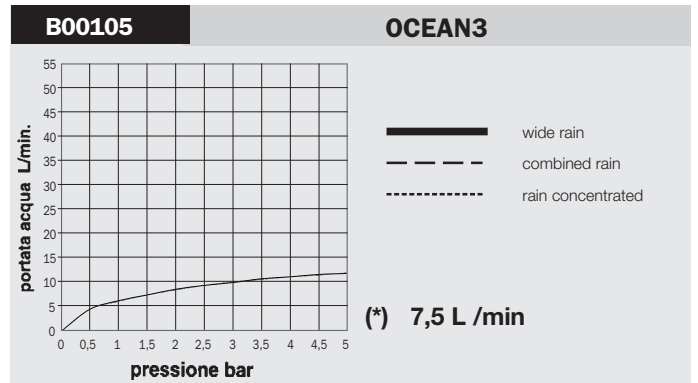 B00105
OCEAN3
portata acqua L/min.
55
50
45
40
35
30
25
20
15
10
5
0
0 0,5 1 1,5 2 2,5 3 3,5 4 4,5 5
pressione bar
wide rain
combined rain
rain concentrated
(*) 7,5 L /min